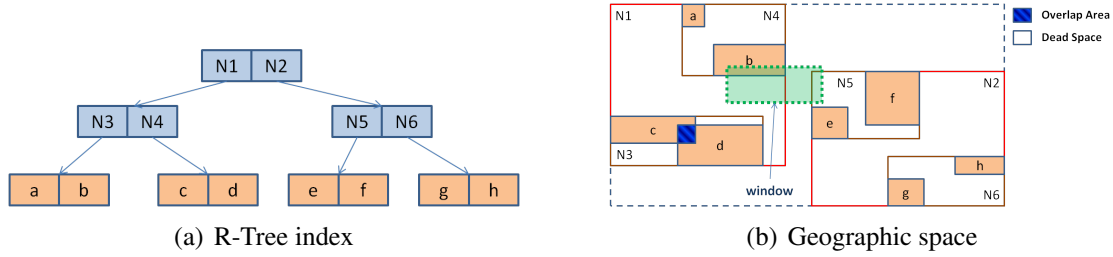 N1 N2
N3 N4
N5 N6
a b
c d
e f
g h
(a) R-Tree index
N1
a
N4
b
N5
f
N2
e
c
d
N3
h
g
N6
window
Overlap Area
Dead Space
(b) Geographic space